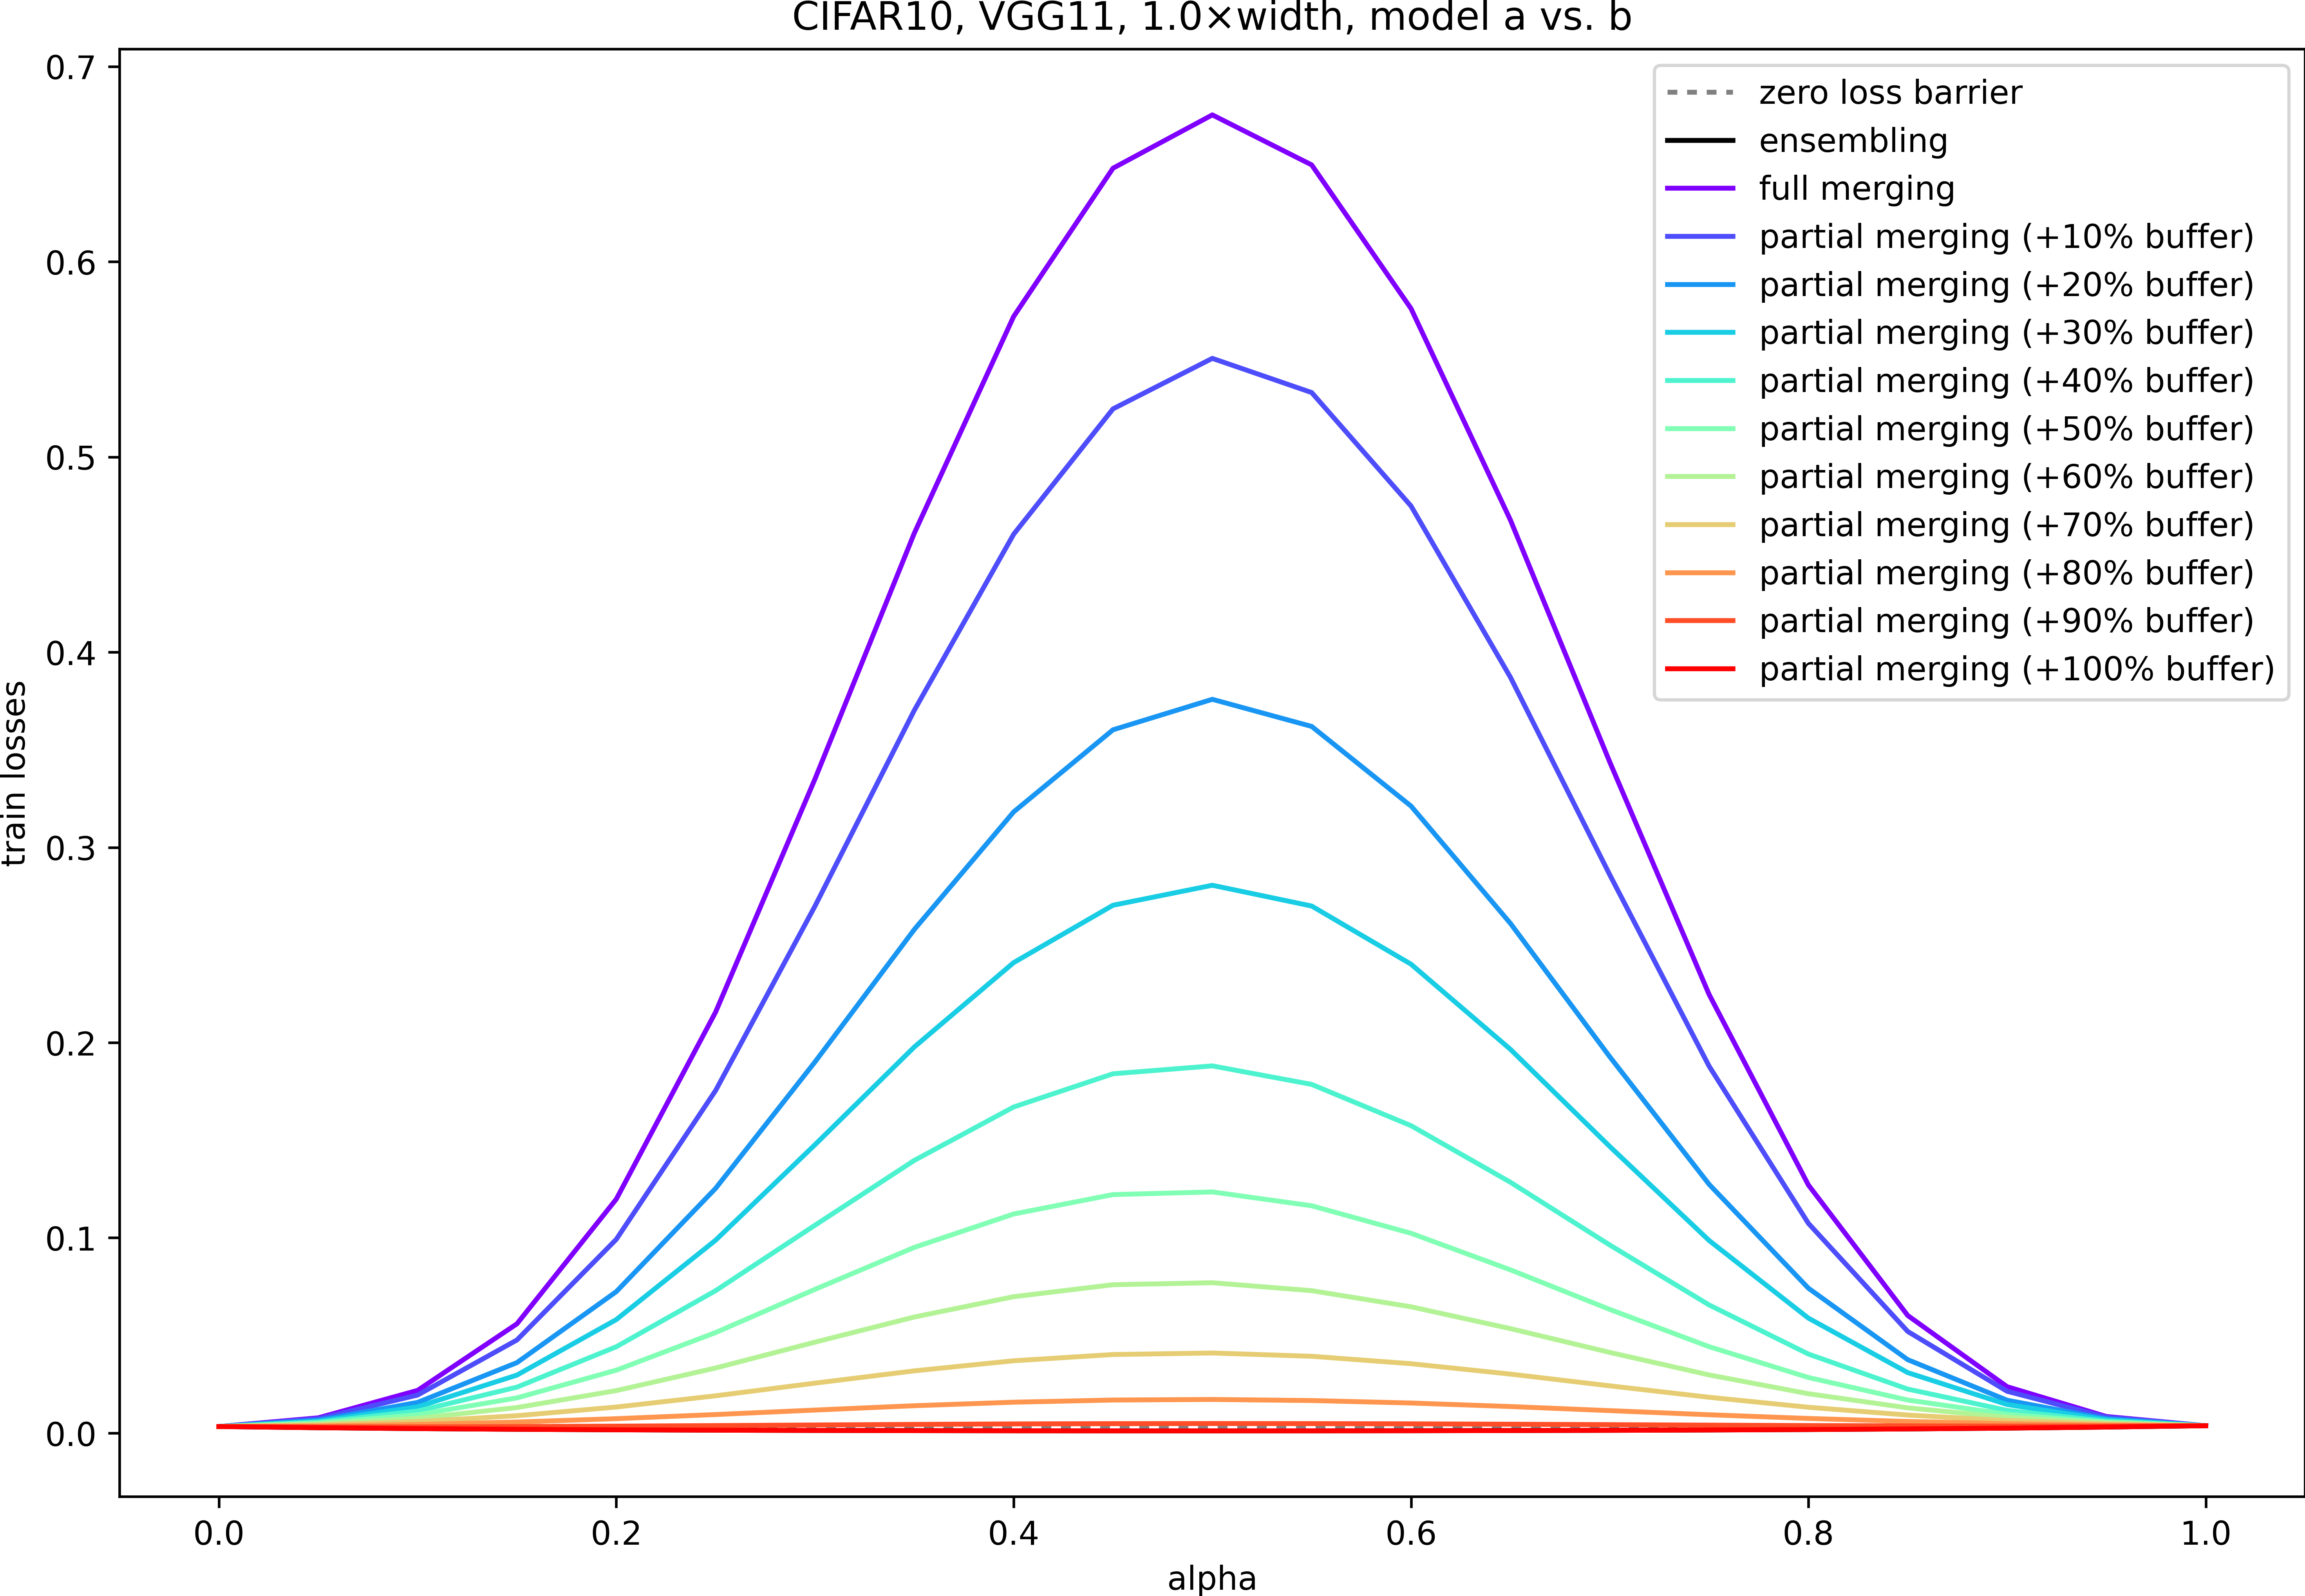 CIFAR10, VGG11, 1.0×width, model a vs. b
0.7
0.6
0.5
0.4
0.3
0.2
0.1
0.0
train losses
zero loss barrier
ensembling
full merging
partial merging (+10% buffer)
partial merging (+20% buffer)
partial merging (+30% buffer)
partial merging (+40% buffer)
partial merging (+50% buffer)
partial merging (+60% buffer)
partial merging (+70% buffer)
partial merging (+80% buffer)
partial merging (+90% buffer)
partial merging (+100% buffer)
0.0 0.2 0.4 0.6 0.8 1.0
alpha